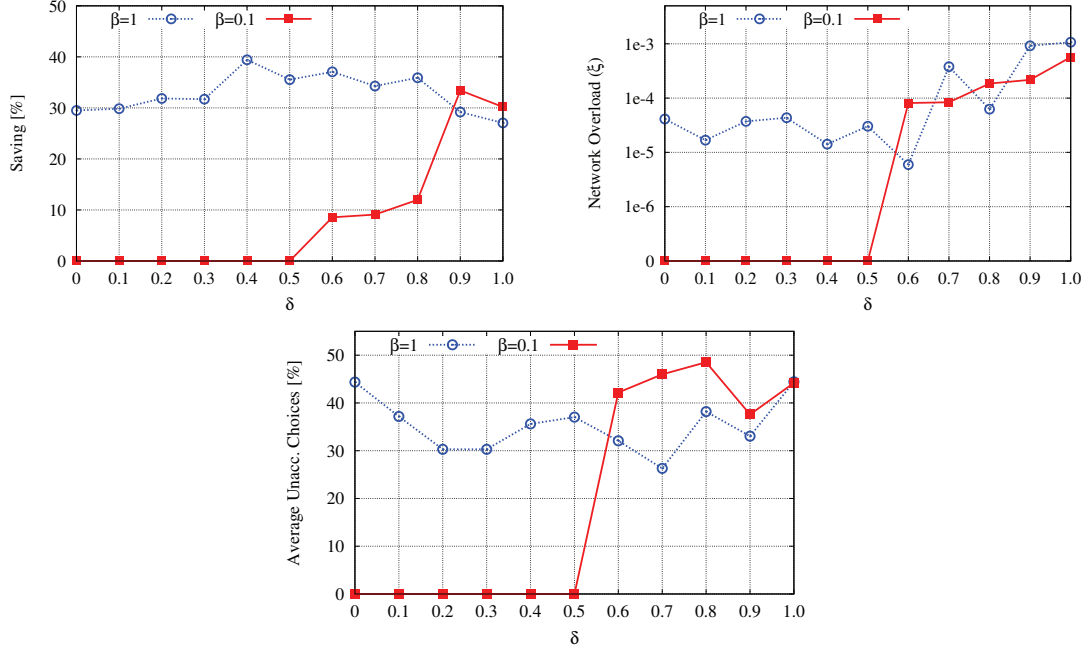 β=1 β=0.1
Saving [%]
50
40
30
20
10
0
0 0.1 0.2 0.3 0.4 0.5 0.6 0.7 0.8 0.9 1.0
δ
β=1 β=0.1
Network Overload (ξ)
1e-3
1e-4
1e-5
1e-6
0
0 0.1 0.2 0.3 0.4 0.5 0.6 0.7 0.8 0.9 1.0
δ
β=1 β=0.1
Average Unacc. Choices [%]
50
40
30
20
10
0
0 0.1 0.2 0.3 0.4 0.5 0.6 0.7 0.8 0.9 1.0
δ